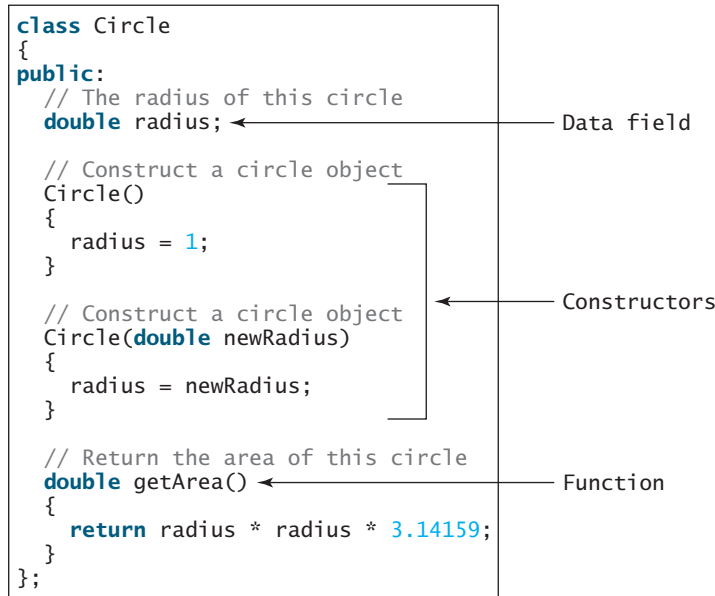 class Circle
{
public:
  // The radius of this circle
  double radius; Data field

  // Construct a circle object
  Circle()
  {
    radius = 1;
  }
Constructors
  // Construct a circle object
  Circle(double newRadius)
  {
    radius = newRadius;
  }

  // Return the area of this circle
  double getArea() Function
  {
    return radius * radius * 3.14159;
  }
};